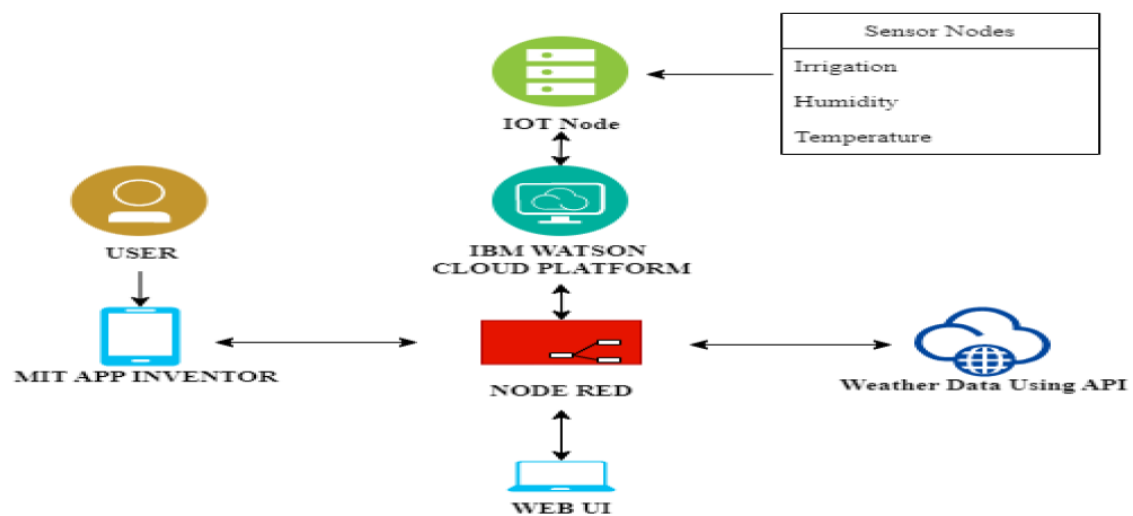 Sensor Nodes
Irrigation
Humidity
Temperature
IOT Node
USER
IBM WATSON
CLOUD PLATFORM
MIT APP INVENTOR
NODE RED
Weather Data Using API
WEB UI